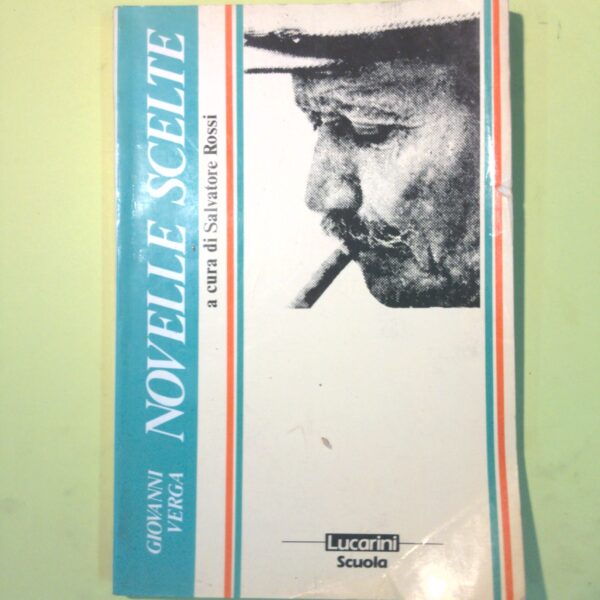 GIOVANNI
VERGA
NOVELLE SCELTE
a cura di Salvatore Rossi
Lucarini
Scuola